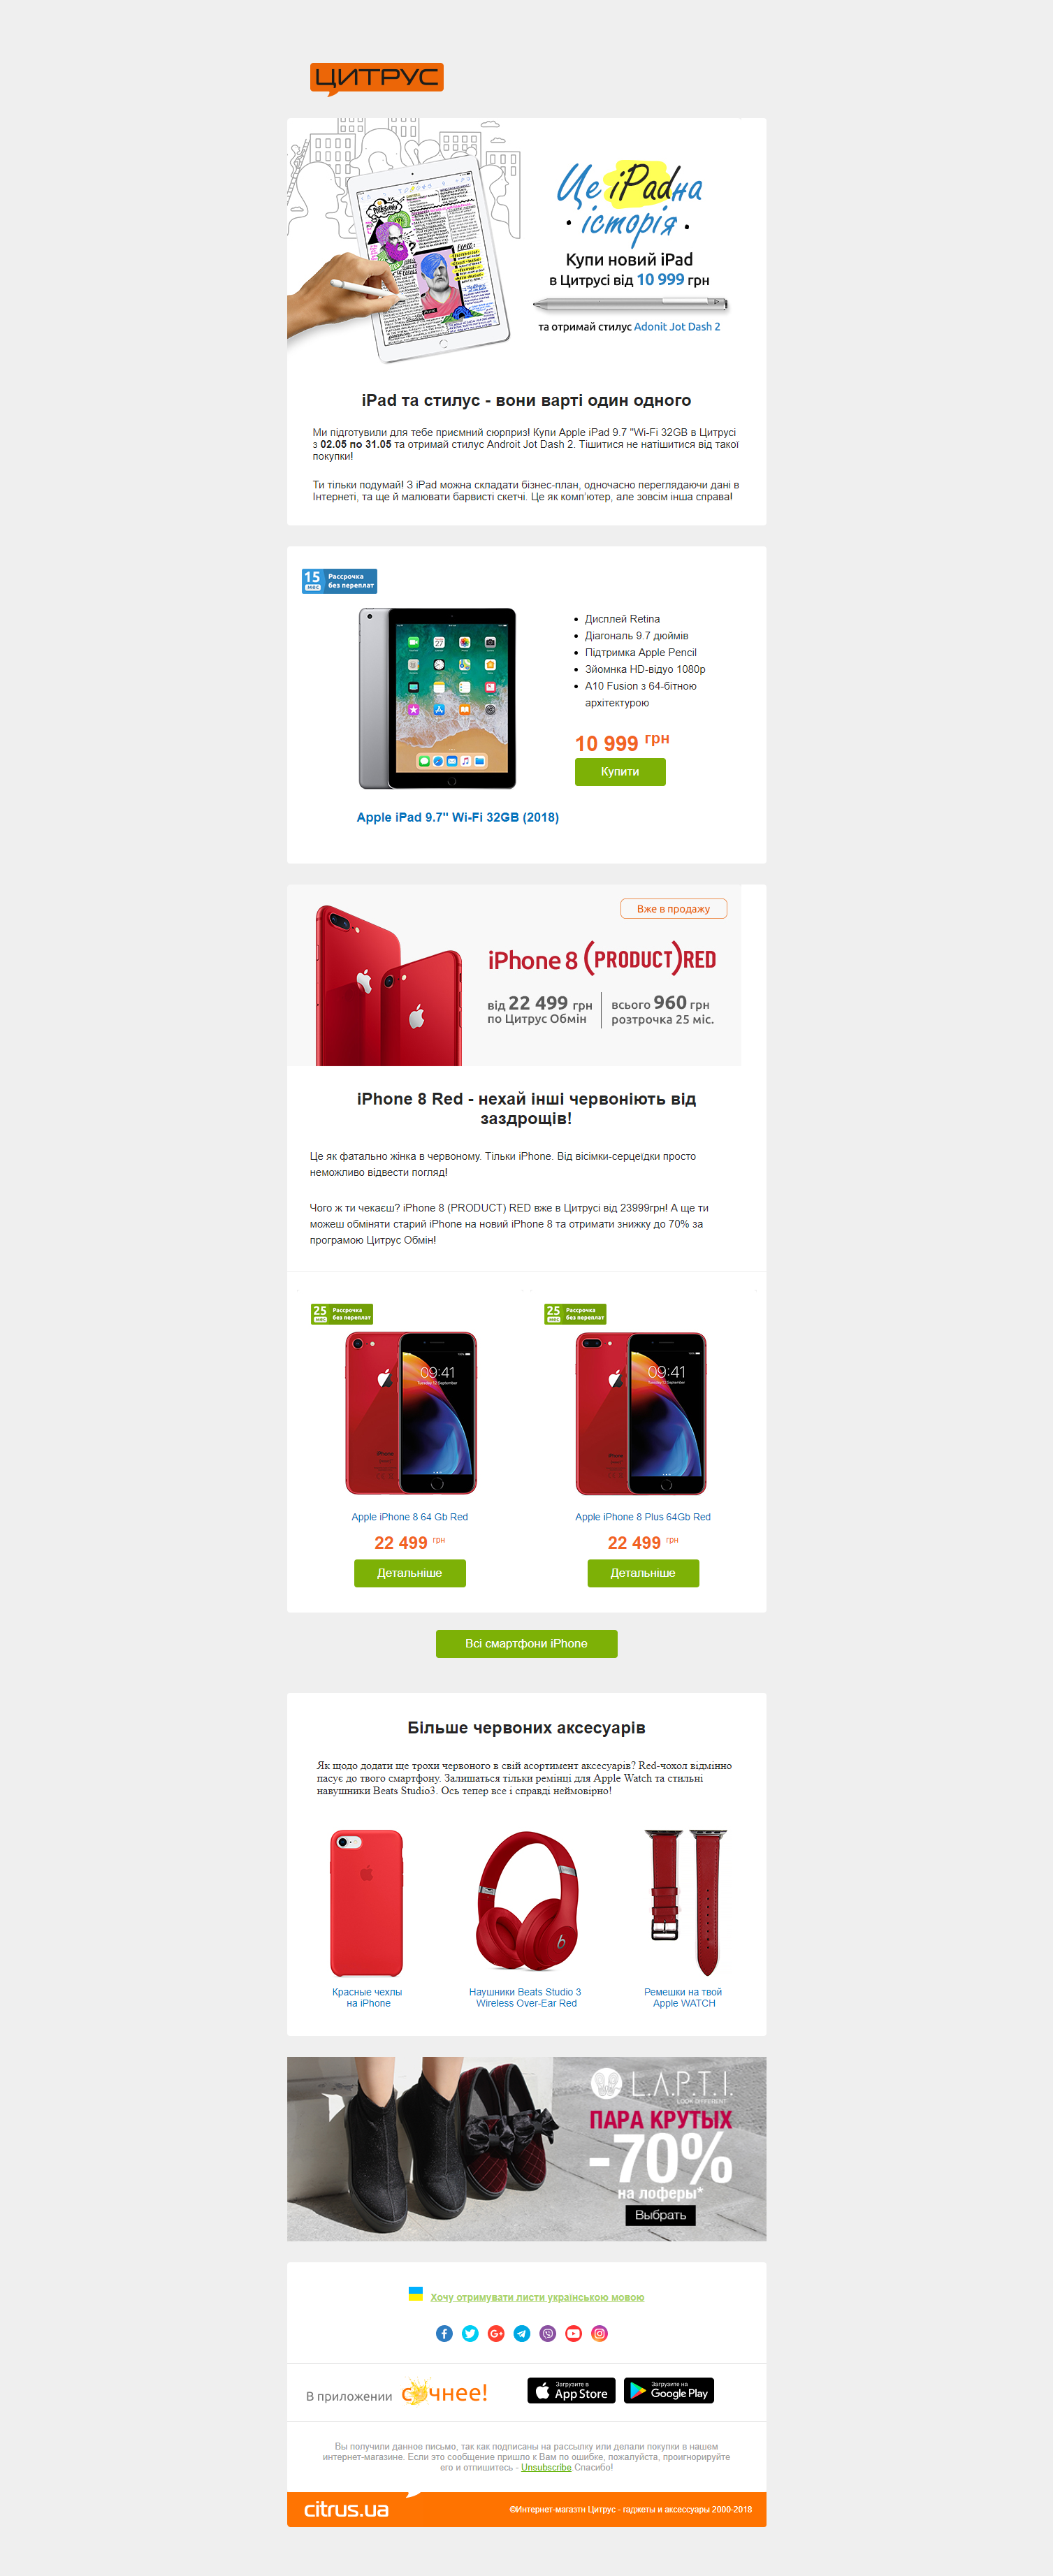 ЦИТРУС
Це iPadна
історія
Купи новий iPad
в Цитрусі від 10 999 грн
та отримай стилус Adonit Jot Dash 2
iPad та стилус - вони варті один одного
Ми підготували для тебе приємний сюрприз! Купи Apple iPad 9.7 "Wi-Fi 32GB в Цитрусі
з 02.05 по 31.05 та отримай стилус Androit Jot Dash 2. Тішитися не натішитися від такої
покупки!
Ти тільки подумай! З iPad можна складати бізнес-план, одночасно переглядаючи дані в
Інтернеті, та ще й малювати барвисті скетчі. Це як комп'ютер, але зовсім інша справа!
15 мес Рассрочка
без переплат
Дисплей Retina
Діагональ 9.7 дюймів
Підтримка Apple Pencil
Зйомнка HD-відуо 1080p
A10 Fusion з 64-бітною
архітектурою
10 999 грн
Купити
Apple iPad 9.7" Wi-Fi 32GB (2018)
Вже в продажу
iPhone 8 (PRODUCT)RED
від 22 499 грн
по Цитрус Обмін
всього 960 грн
розтрочка 25 міс.
iPhone 8 Red - нехай інші червоніють від
заздрощів!
Це як фатально жінка в червоному. Тільки iPhone. Від вісімки-серцеїдки просто
неможливо відвести погляд!
Чого ж ти чекаєш? iPhone 8 (PRODUCT) RED вже в Цитрусі від 23999грн! А ще ти
можеш обміняти старий iPhone на новий iPhone 8 та отримати знижку до 70% за
програмою Цитрус Обмін!
25 мес Рассрочка
без переплат
25 мес Рассрочка
без переплат
09:41
09:41
Apple iPhone 8 64 Gb Red
Apple iPhone 8 Plus 64Gb Red
22 499 грн
22 499 грн
Детальніше
Детальніше
Всі смартфони iPhone
Більше червоних аксесуарів
Як щодо додати ще трохи червоного в свій асортимент аксесуарів? Red-чохол відмінно
пасує до твого смартфону. Залишаться тільки ремінці для Apple Watch та стильні
навушники Beats Studio3. Ось тепер все і справді неймовірно!
Красные чехлы
на iPhone
Наушники Beats Studio 3
Wireless Over-Ear Red
Ремешки на твой
Apple WATCH
L.A.P.T.I.
LOOK DIFFERENT
ПАРА КРУТЫХ
-70%
на лоферы*
Выбрать
Хочу отримувати листи українською мовою
В приложении сочнее!
Загрузите в
App Store
Загрузите на
Google Play
Вы получили данное письмо, так как подписаны на рассылку или делали покупки в нашем
интернет-магазине. Если это сообщение пришло к Вам по ошибке, пожалуйста, проигнорируйте
его и отпишитесь - Unsubscribe Спасибо!
citrus.ua
©Интернет-магазтн Цитрус - гаджеты и аксессуары 2000-2018